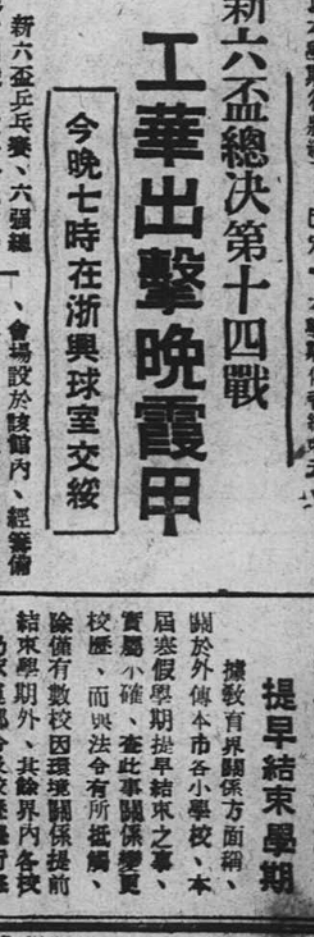 新六盃總決第十四戰
工華出擊晚霞甲
今晚七時在浙興球室交綏
新六盃乒乓賽、六强總
、會場設於該館內、經籌備
提早結束學期
據敎育界關係方面稱、
關於外傳本市各小學校、本
屆寒假學期提早結束之事、
實屬不確、查此事關係變更
校歷、而與法令有所抵觸、
除僅有數校因環境關係提前
結束學期外、其餘界內各校